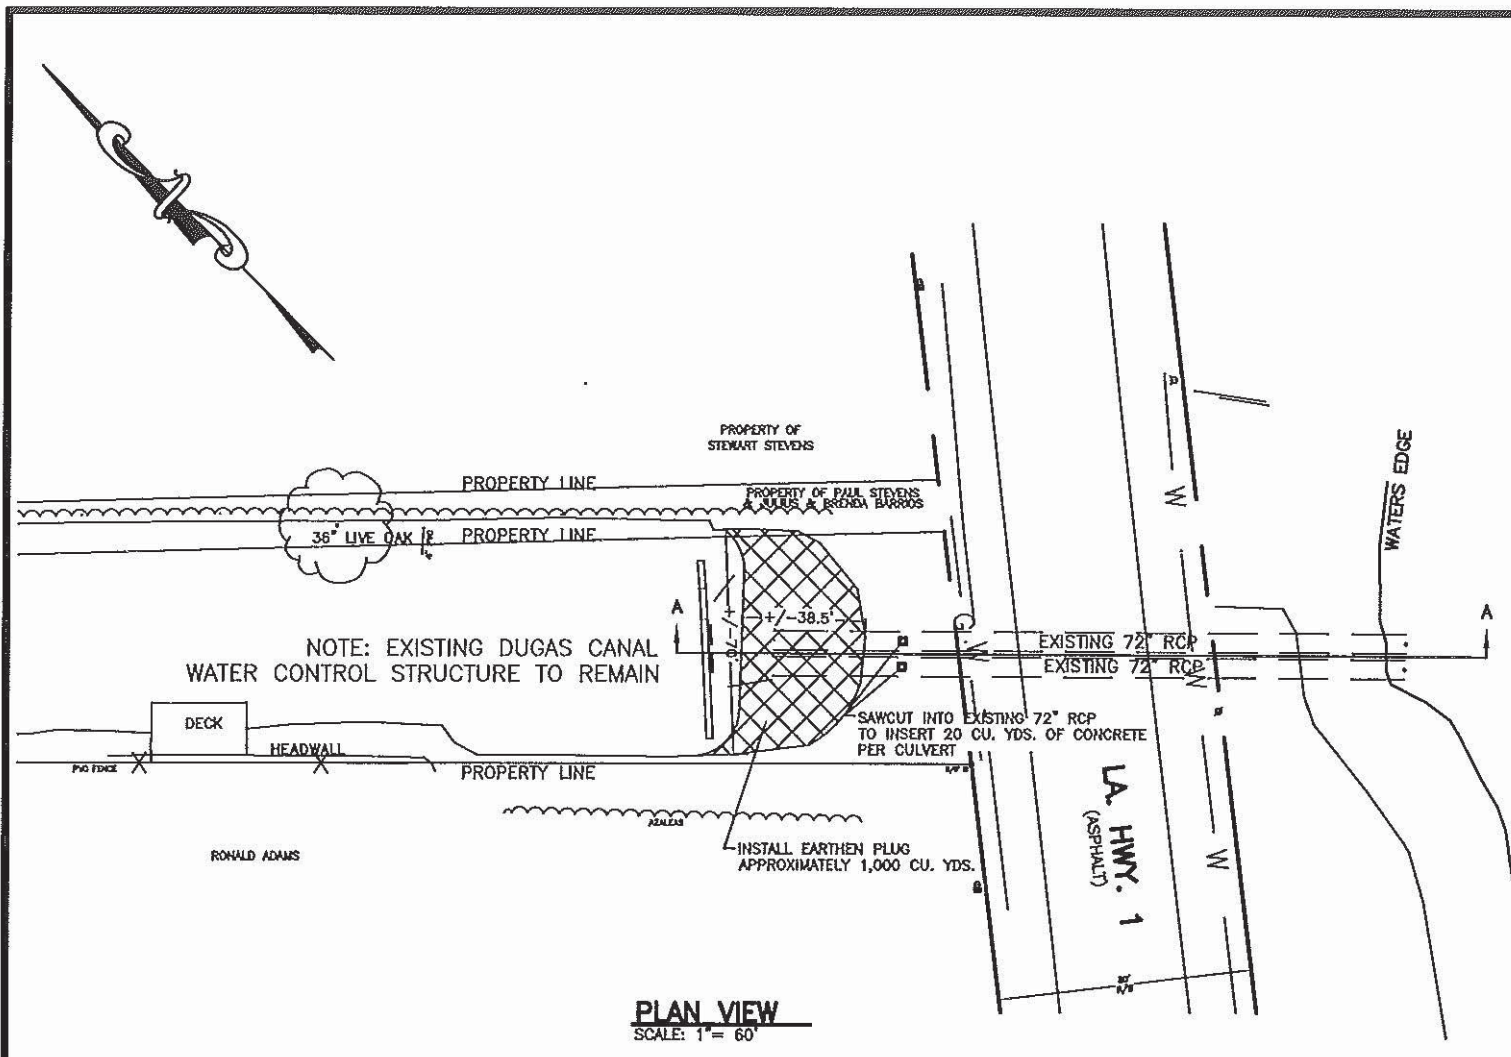 PROPERTY OF
STEWART STEVENS
PROPERTY LINE
PROPERTY OF PAUL STEVENS
& JULIUS & BRENDA BARRIOS
36" LIVE OAK
PROPERTY LINE
WATERS EDGE
W
A
+/-38.5'
+/-70'
A
NOTE: EXISTING DUGAS CANAL
WATER CONTROL STRUCTURE TO REMAIN
EXISTING 72" RCP
EXISTING 72" RCP
W
DECK
HEADWALL
PVC FENCE
PROPERTY LINE
SAWCUT INTO EXISTING 72" RCP
TO INSERT 20 CU. YDS. OF CONCRETE
PER CULVERT
AZALEAS
RONALD ADAMS
INSTALL EARTHEN PLUG
APPROXIMATELY 1,000 CU. YDS.
LA. HWY. 1
(ASPHALT)
W
PLAN VIEW
SCALE: 1"= 60'